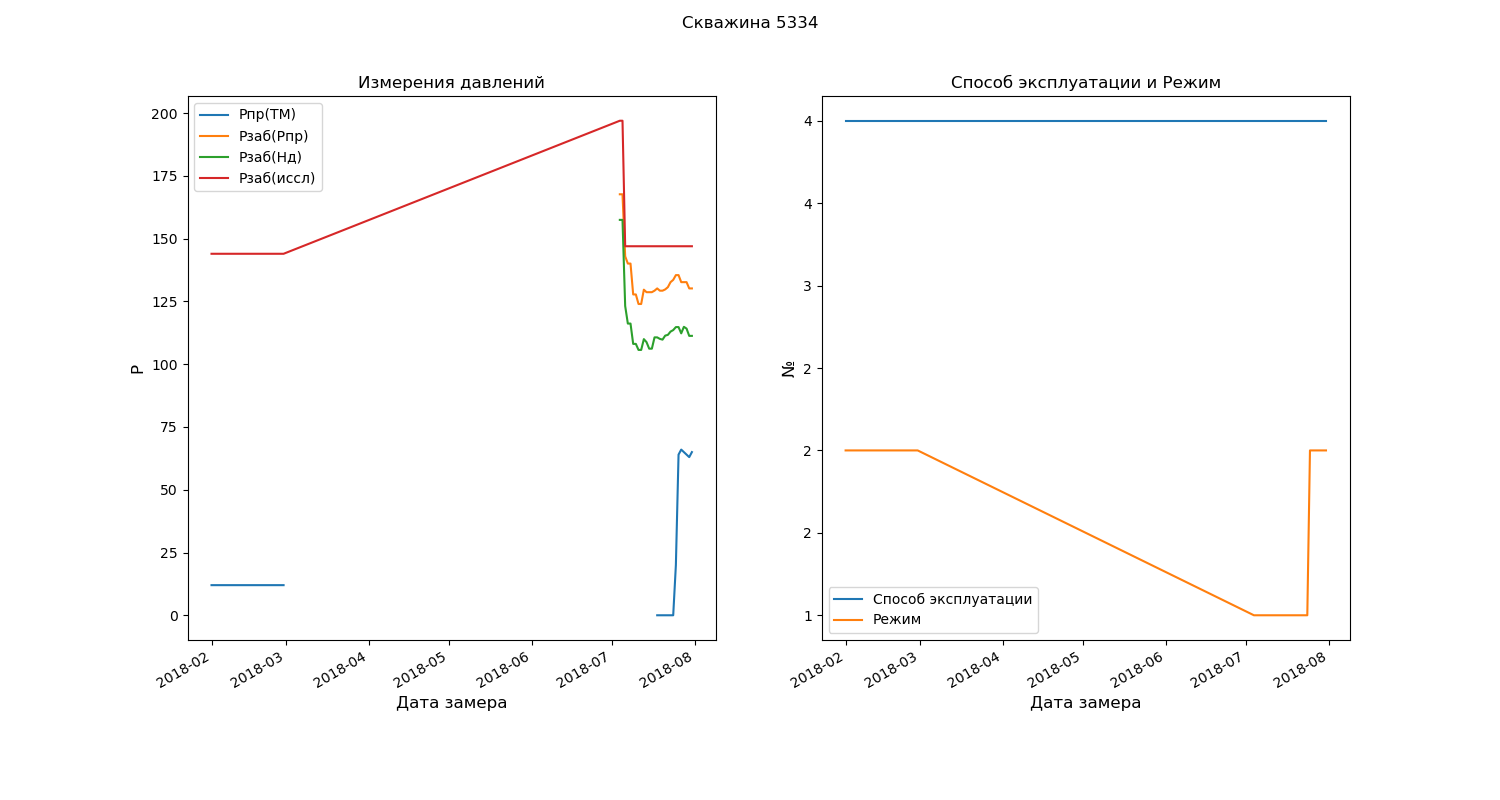 Скважина 5334
Измерения давлений
Рпр(ТМ)
Рзаб(Рпр)
Рзаб(Нд)
Рзаб(иссл)
200
175
150
125
100
75
50
25
0
Р
2018-02
2018-03
2018-04
2018-05
2018-06
2018-07
2018-08
Дата замера
Способ эксплуатации и Режим
4
4
3
2
2
2
1
№
Способ эксплуатации
Режим
2018-02
2018-03
2018-04
2018-05
2018-06
2018-07
2018-08
Дата замера